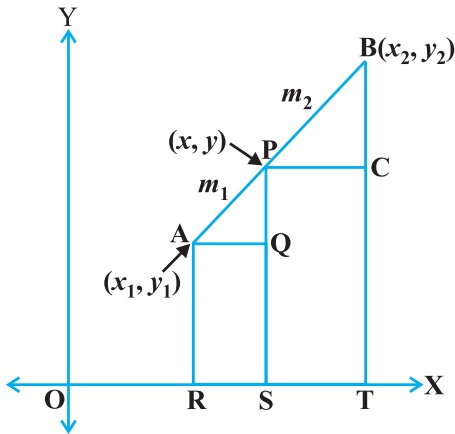 Y
B(x₂, y₂)
m₂
(x, y)
P
C
m₁
A
Q
(x₁, y₁)
O
R
S
T
X